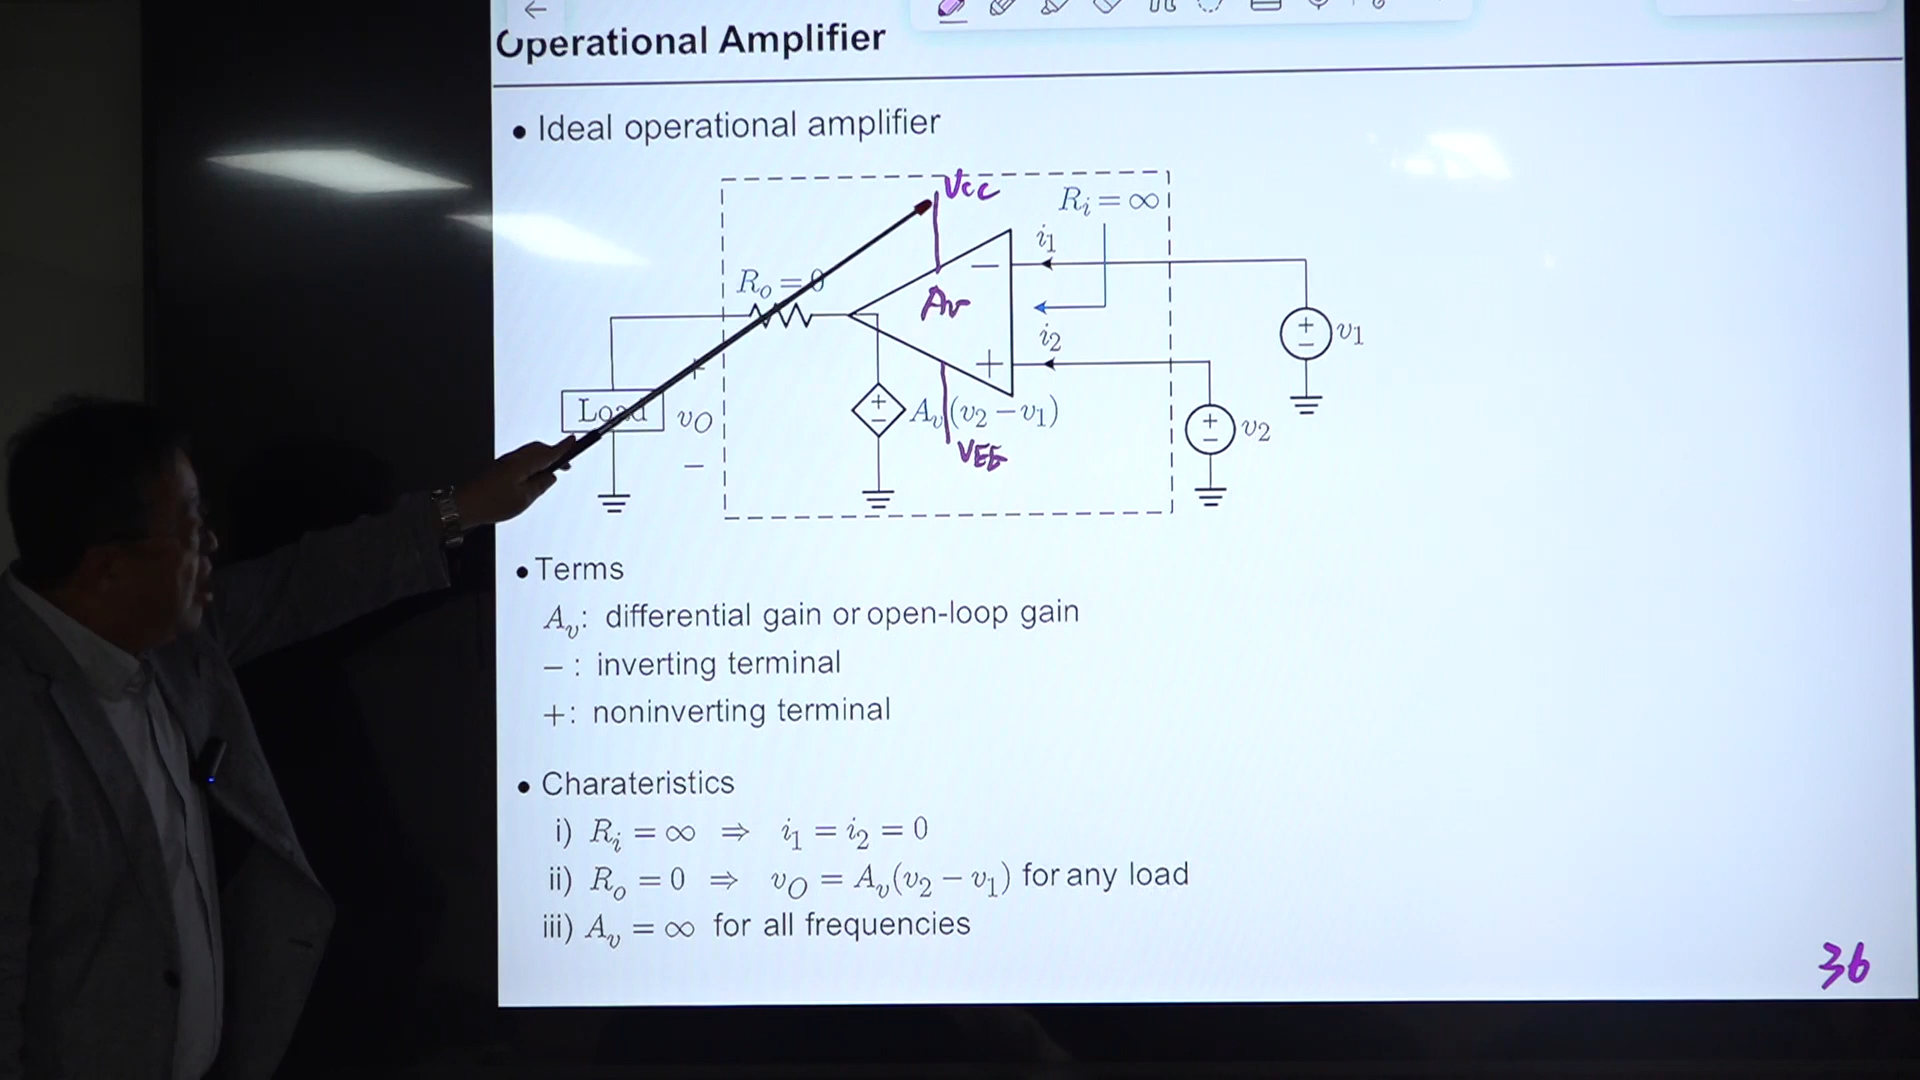 Operational Amplifier
• Ideal operational amplifier
Vcc
Rᵢ = ∞
i₁
Rₒ = 0
−
Av
i₂
+
+
−
v₁
+
Load
v_O
−
+
−
Aᵥ(v₂ − v₁)
+
−
v₂
VEE
• Terms
Aᵥ: differential gain or open-loop gain
− : inverting terminal
+: noninverting terminal
• Charateristics
i) Rᵢ = ∞ ⇒ i₁ = i₂ = 0
ii) Rₒ = 0 ⇒ v_O = Aᵥ(v₂ − v₁) for any load
iii) Aᵥ = ∞ for all frequencies
36